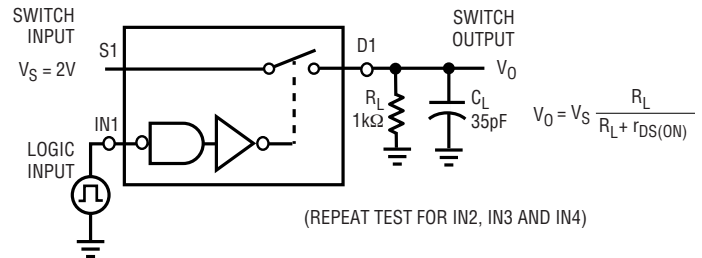 SWITCH
INPUT
V_S = 2V
S1
D1
SWITCH
OUTPUT
V_O
R_L
1kΩ
C_L
35pF
V_O = V_S R_L / (R_L + r_DS(ON))
IN1
LOGIC
INPUT
(REPEAT TEST FOR IN2, IN3 AND IN4)